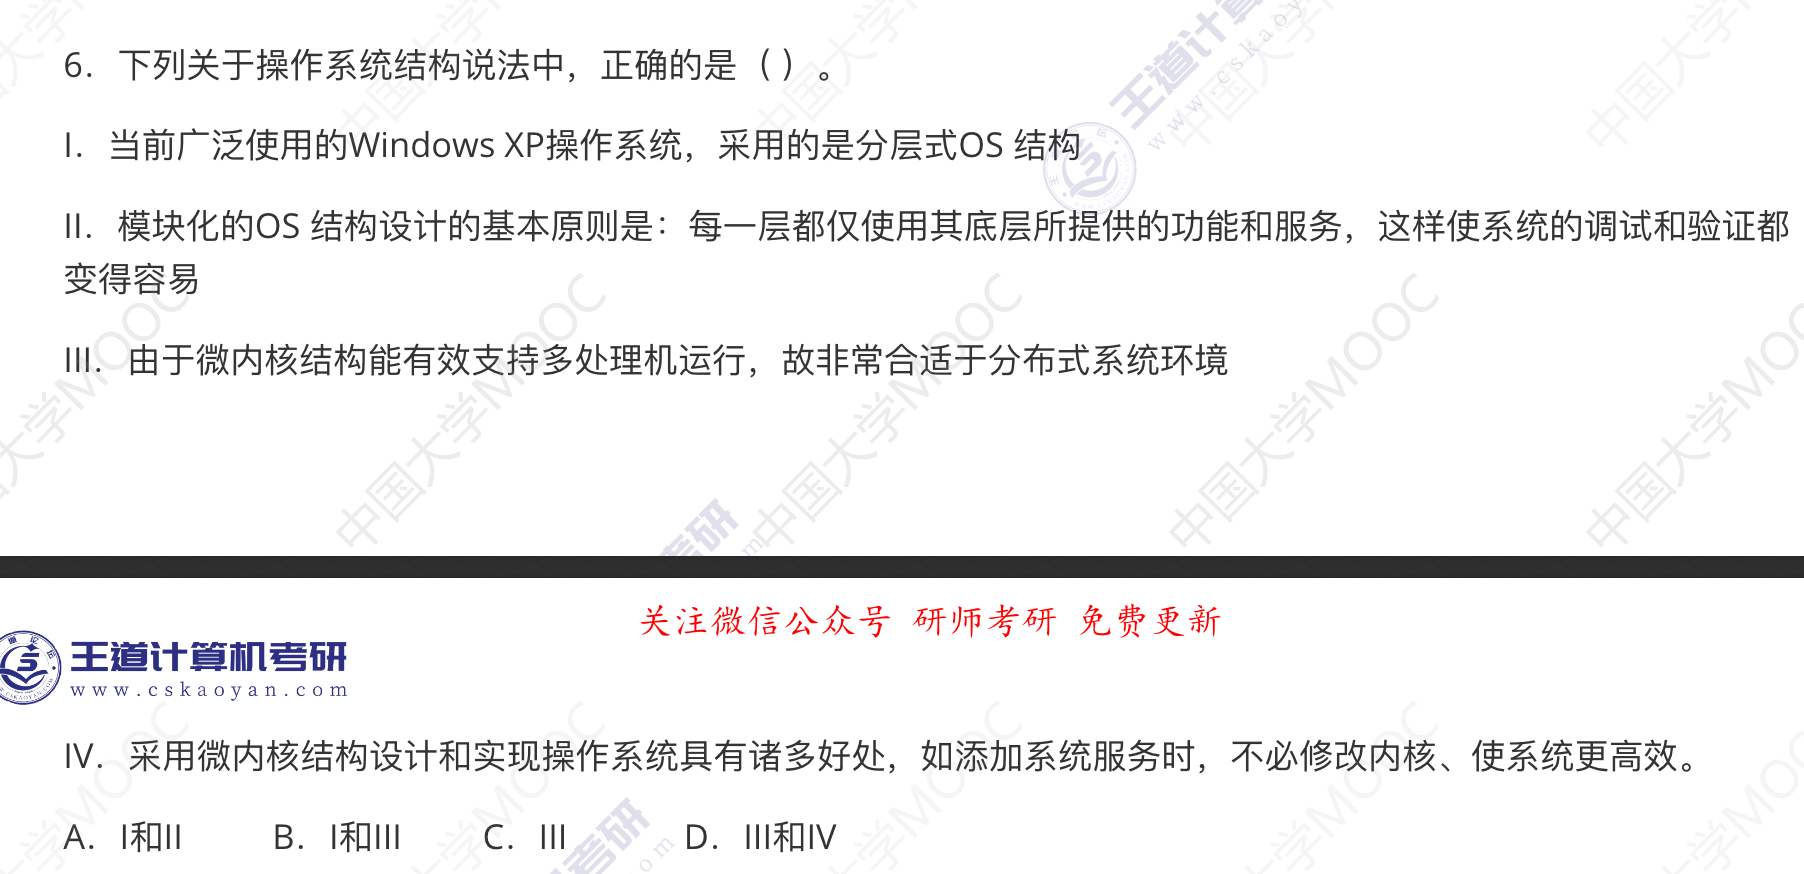 6. 下列关于操作系统结构说法中，正确的是（ ）。
I. 当前广泛使用的Windows XP操作系统，采用的是分层式OS 结构
II. 模块化的OS 结构设计的基本原则是：每一层都仅使用其底层所提供的功能和服务，这样使系统的调试和验证都
变得容易
III. 由于微内核结构能有效支持多处理机运行，故非常合适于分布式系统环境
关注微信公众号 研师考研 免费更新
王道计算机考研
www.cskaoyan.com
IV. 采用微内核结构设计和实现操作系统具有诸多好处，如添加系统服务时，不必修改内核、使系统更高效。
A. I和II B. I和III C. III D. III和IV
中国大学MOOC